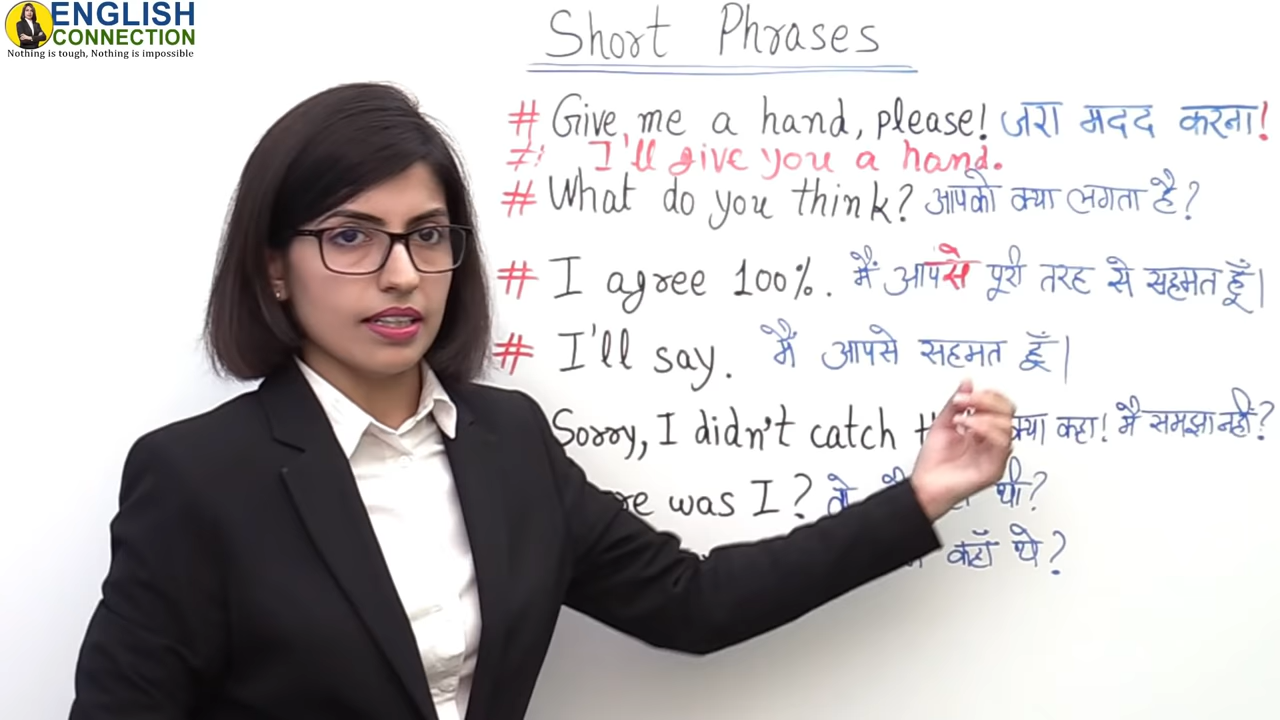 ENGLISH
CONNECTION
Nothing is tough, Nothing is impossible
Short Phrases
# Give me a hand, please! जरा मदद करना!
# I'll give you a hand.
# What do you think? आपको क्या लगता है?
# I agree 100%. मैं आपसे पूरी तरह से सहमत हूँ।
# I'll say. मैं आपसे सहमत हूँ।
Sorry, I didn't catch क्या कहा! मैं समझा नहीं?
was I? तो थी?
कहाँ थे?